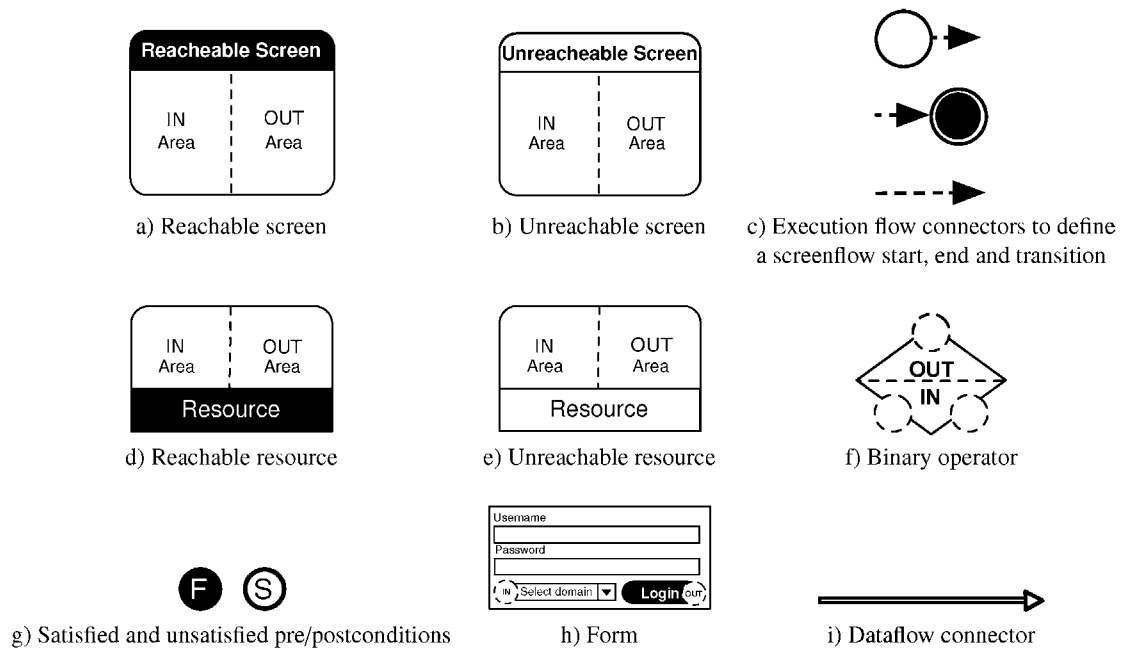 Reacheable Screen
IN
Area
OUT
Area
a) Reachable screen
Unreacheable Screen
IN
Area
OUT
Area
b) Unreachable screen
c) Execution flow connectors to define
a screenflow start, end and transition
IN
Area
OUT
Area
Resource
d) Reachable resource
IN
Area
OUT
Area
Resource
e) Unreachable resource
OUT
IN
f) Binary operator
F S
g) Satisfied and unsatisfied pre/postconditions
Username
Password
IN Select domain Login OUT
h) Form
i) Dataflow connector